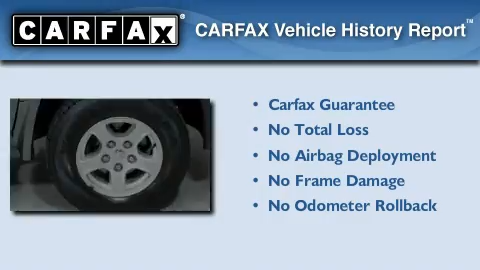 CARFAX® CARFAX Vehicle History Report™
• Carfax Guarantee
• No Total Loss
• No Airbag Deployment
• No Frame Damage
• No Odometer Rollback